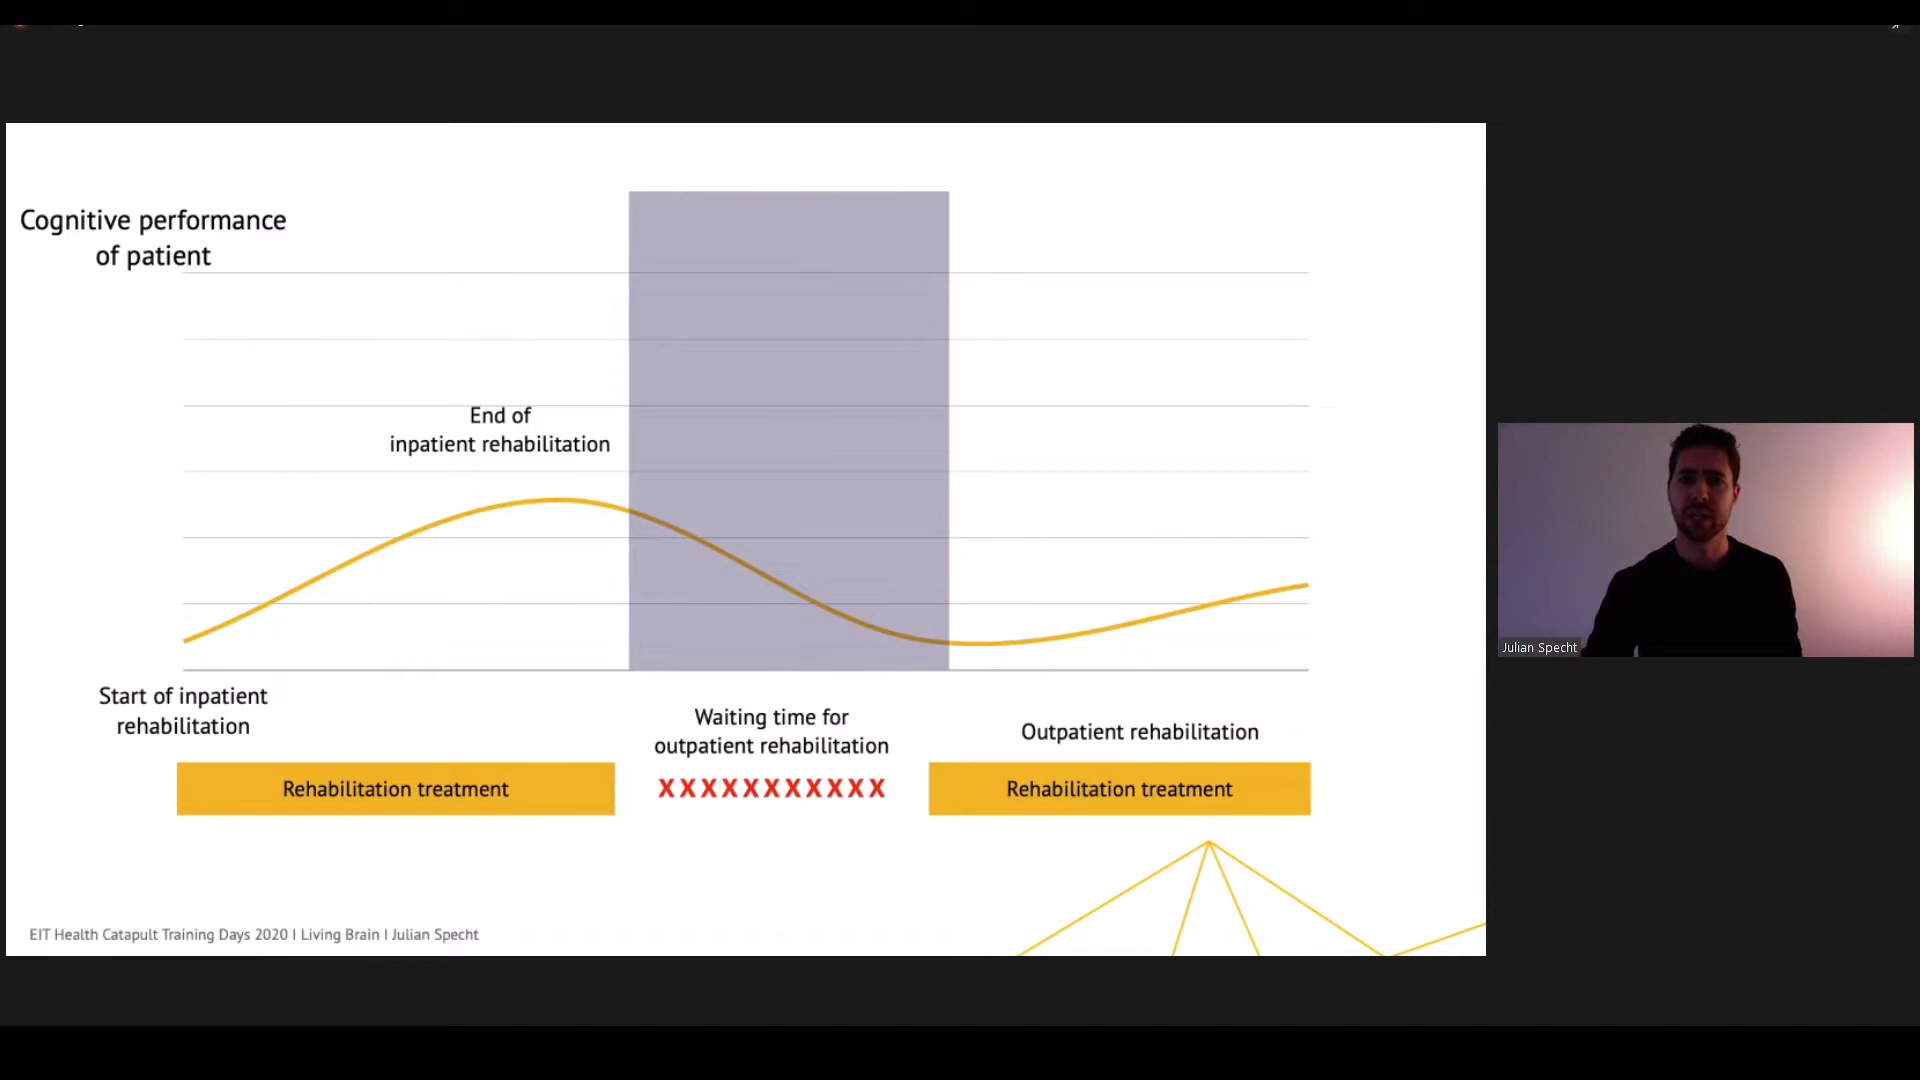 Cognitive performance
of patient
End of
inpatient rehabilitation
Start of inpatient
rehabilitation
Waiting time for
outpatient rehabilitation
Outpatient rehabilitation
Rehabilitation treatment
XXXXXXXXXXX
Rehabilitation treatment
EIT Health Catapult Training Days 2020 I Living Brain I Julian Specht
Julian Specht